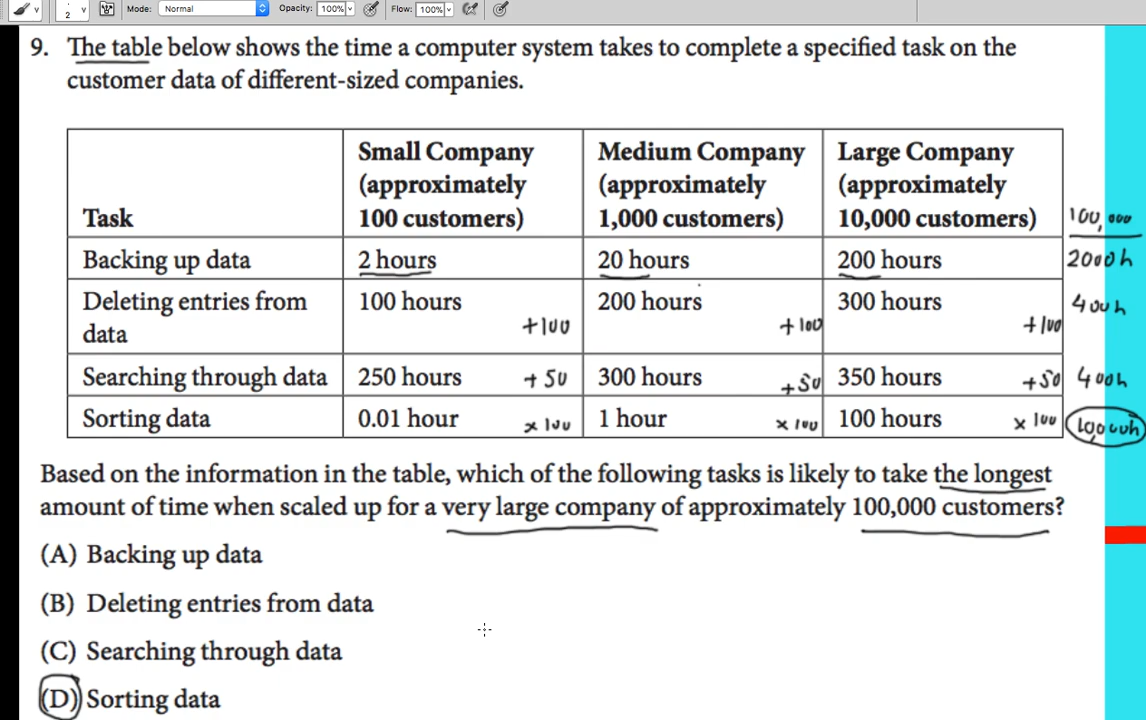 Mode: Normal Opacity: 100% Flow: 100%
2
9. The table below shows the time a computer system takes to complete a specified task on the
customer data of different-sized companies.
Task Small Company (approximately 100 customers) Medium Company (approximately 1,000 customers) Large Company (approximately 10,000 customers) 100,000
Backing up data 2 hours 20 hours 200 hours 2000h
Deleting entries from data 100 hours +100 200 hours +100 300 hours +100 400h
Searching through data 250 hours +50 300 hours +50 350 hours +50 400h
Sorting data 0.01 hour x100 1 hour x100 100 hours x100 10,000h
Based on the information in the table, which of the following tasks is likely to take the longest
amount of time when scaled up for a very large company of approximately 100,000 customers?
(A) Backing up data
(B) Deleting entries from data
(C) Searching through data
(D) Sorting data